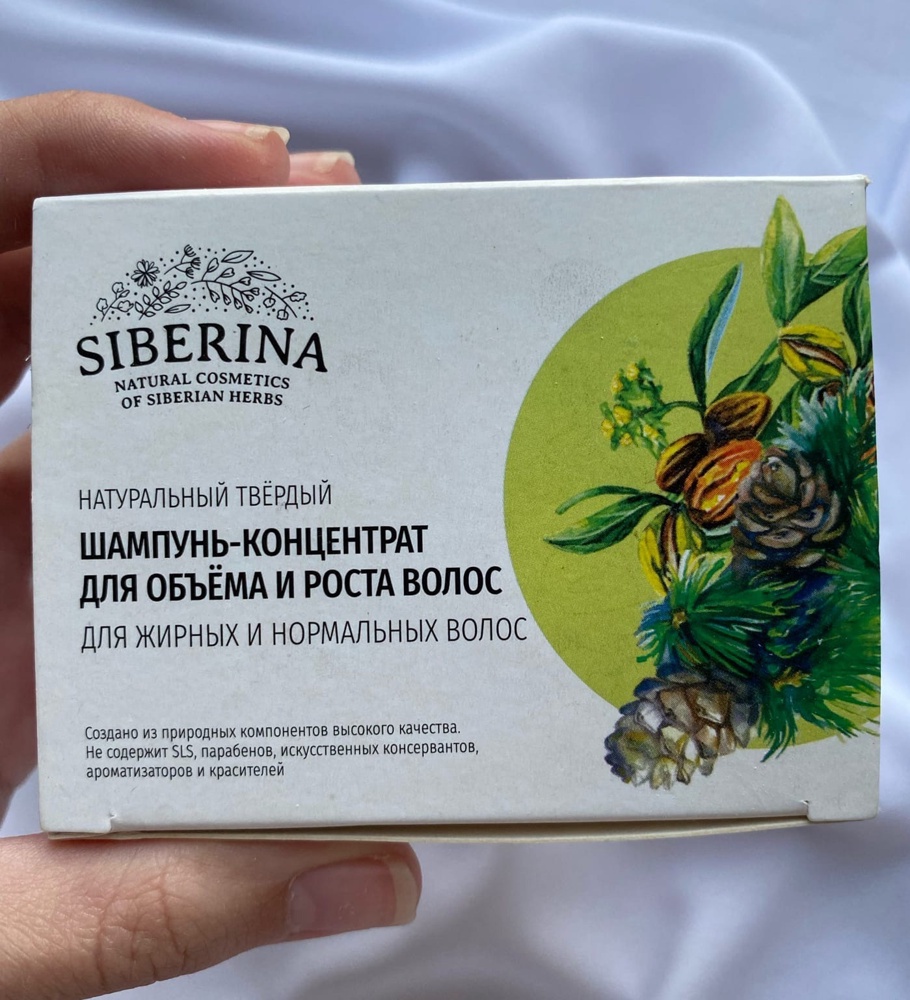 SIBERINA
NATURAL COSMETICS
OF SIBERIAN HERBS
НАТУРАЛЬНЫЙ ТВЁРДЫЙ
ШАМПУНЬ-КОНЦЕНТРАТ
ДЛЯ ОБЪЁМА И РОСТА ВОЛОС
ДЛЯ ЖИРНЫХ И НОРМАЛЬНЫХ ВОЛОС
Создано из природных компонентов высокого качества.
Не содержит SLS, парабенов, искусственных консервантов,
ароматизаторов и красителей